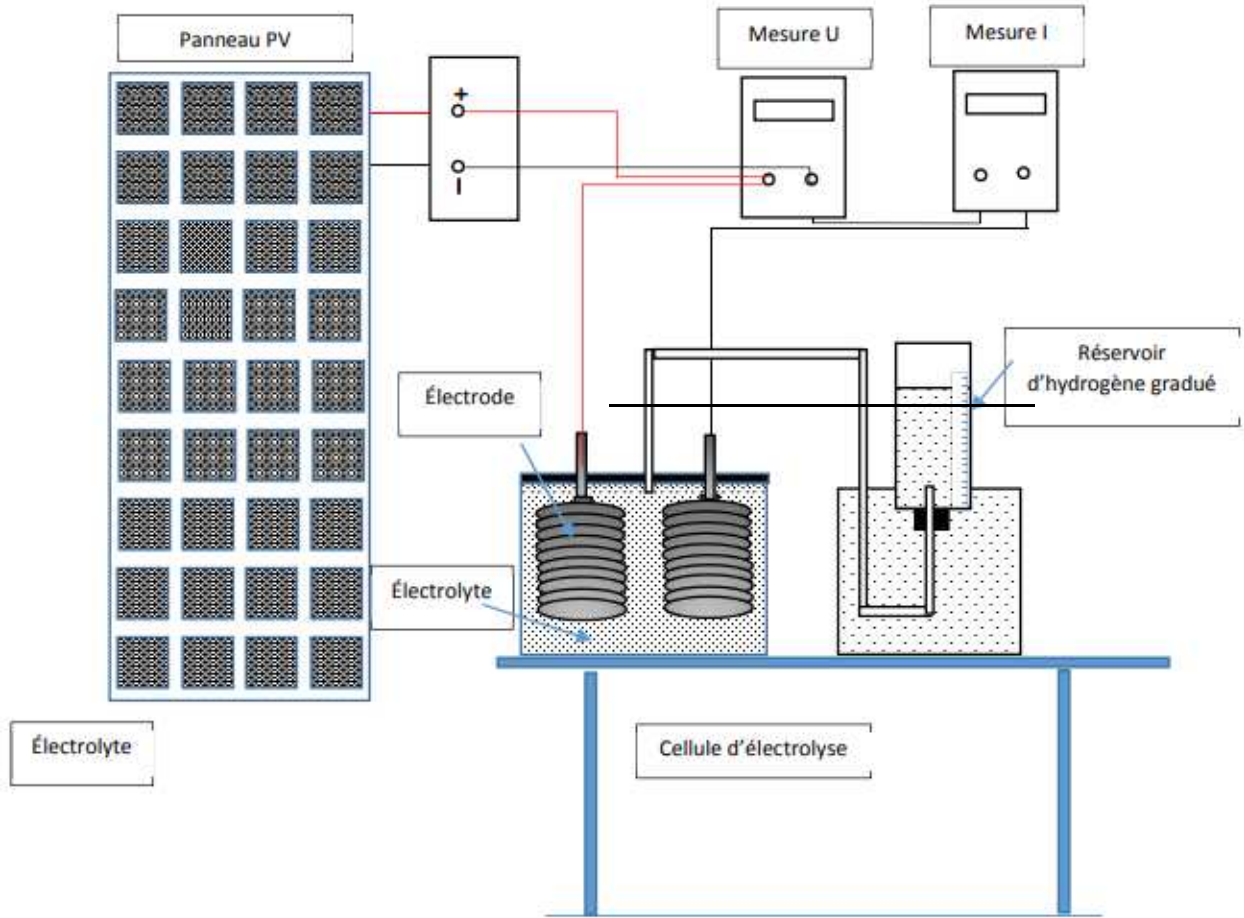 Panneau PV
Mesure U
Mesure I
+
−
Réservoir
d’hydrogène gradué
Électrode
Électrolyte
Électrolyte
Cellule d’électrolyse